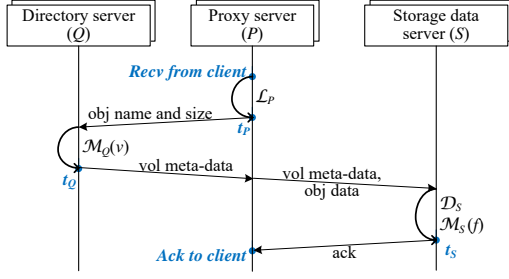 Directory server
(Q)
Proxy server
(P)
Storage data
server (S)
Recv from client
ℒP
obj name and size
tP
ℳQ(v)
vol meta-data
tQ
vol meta-data,
obj data
𝒟S
ℳS(f)
tS
ack
Ack to client